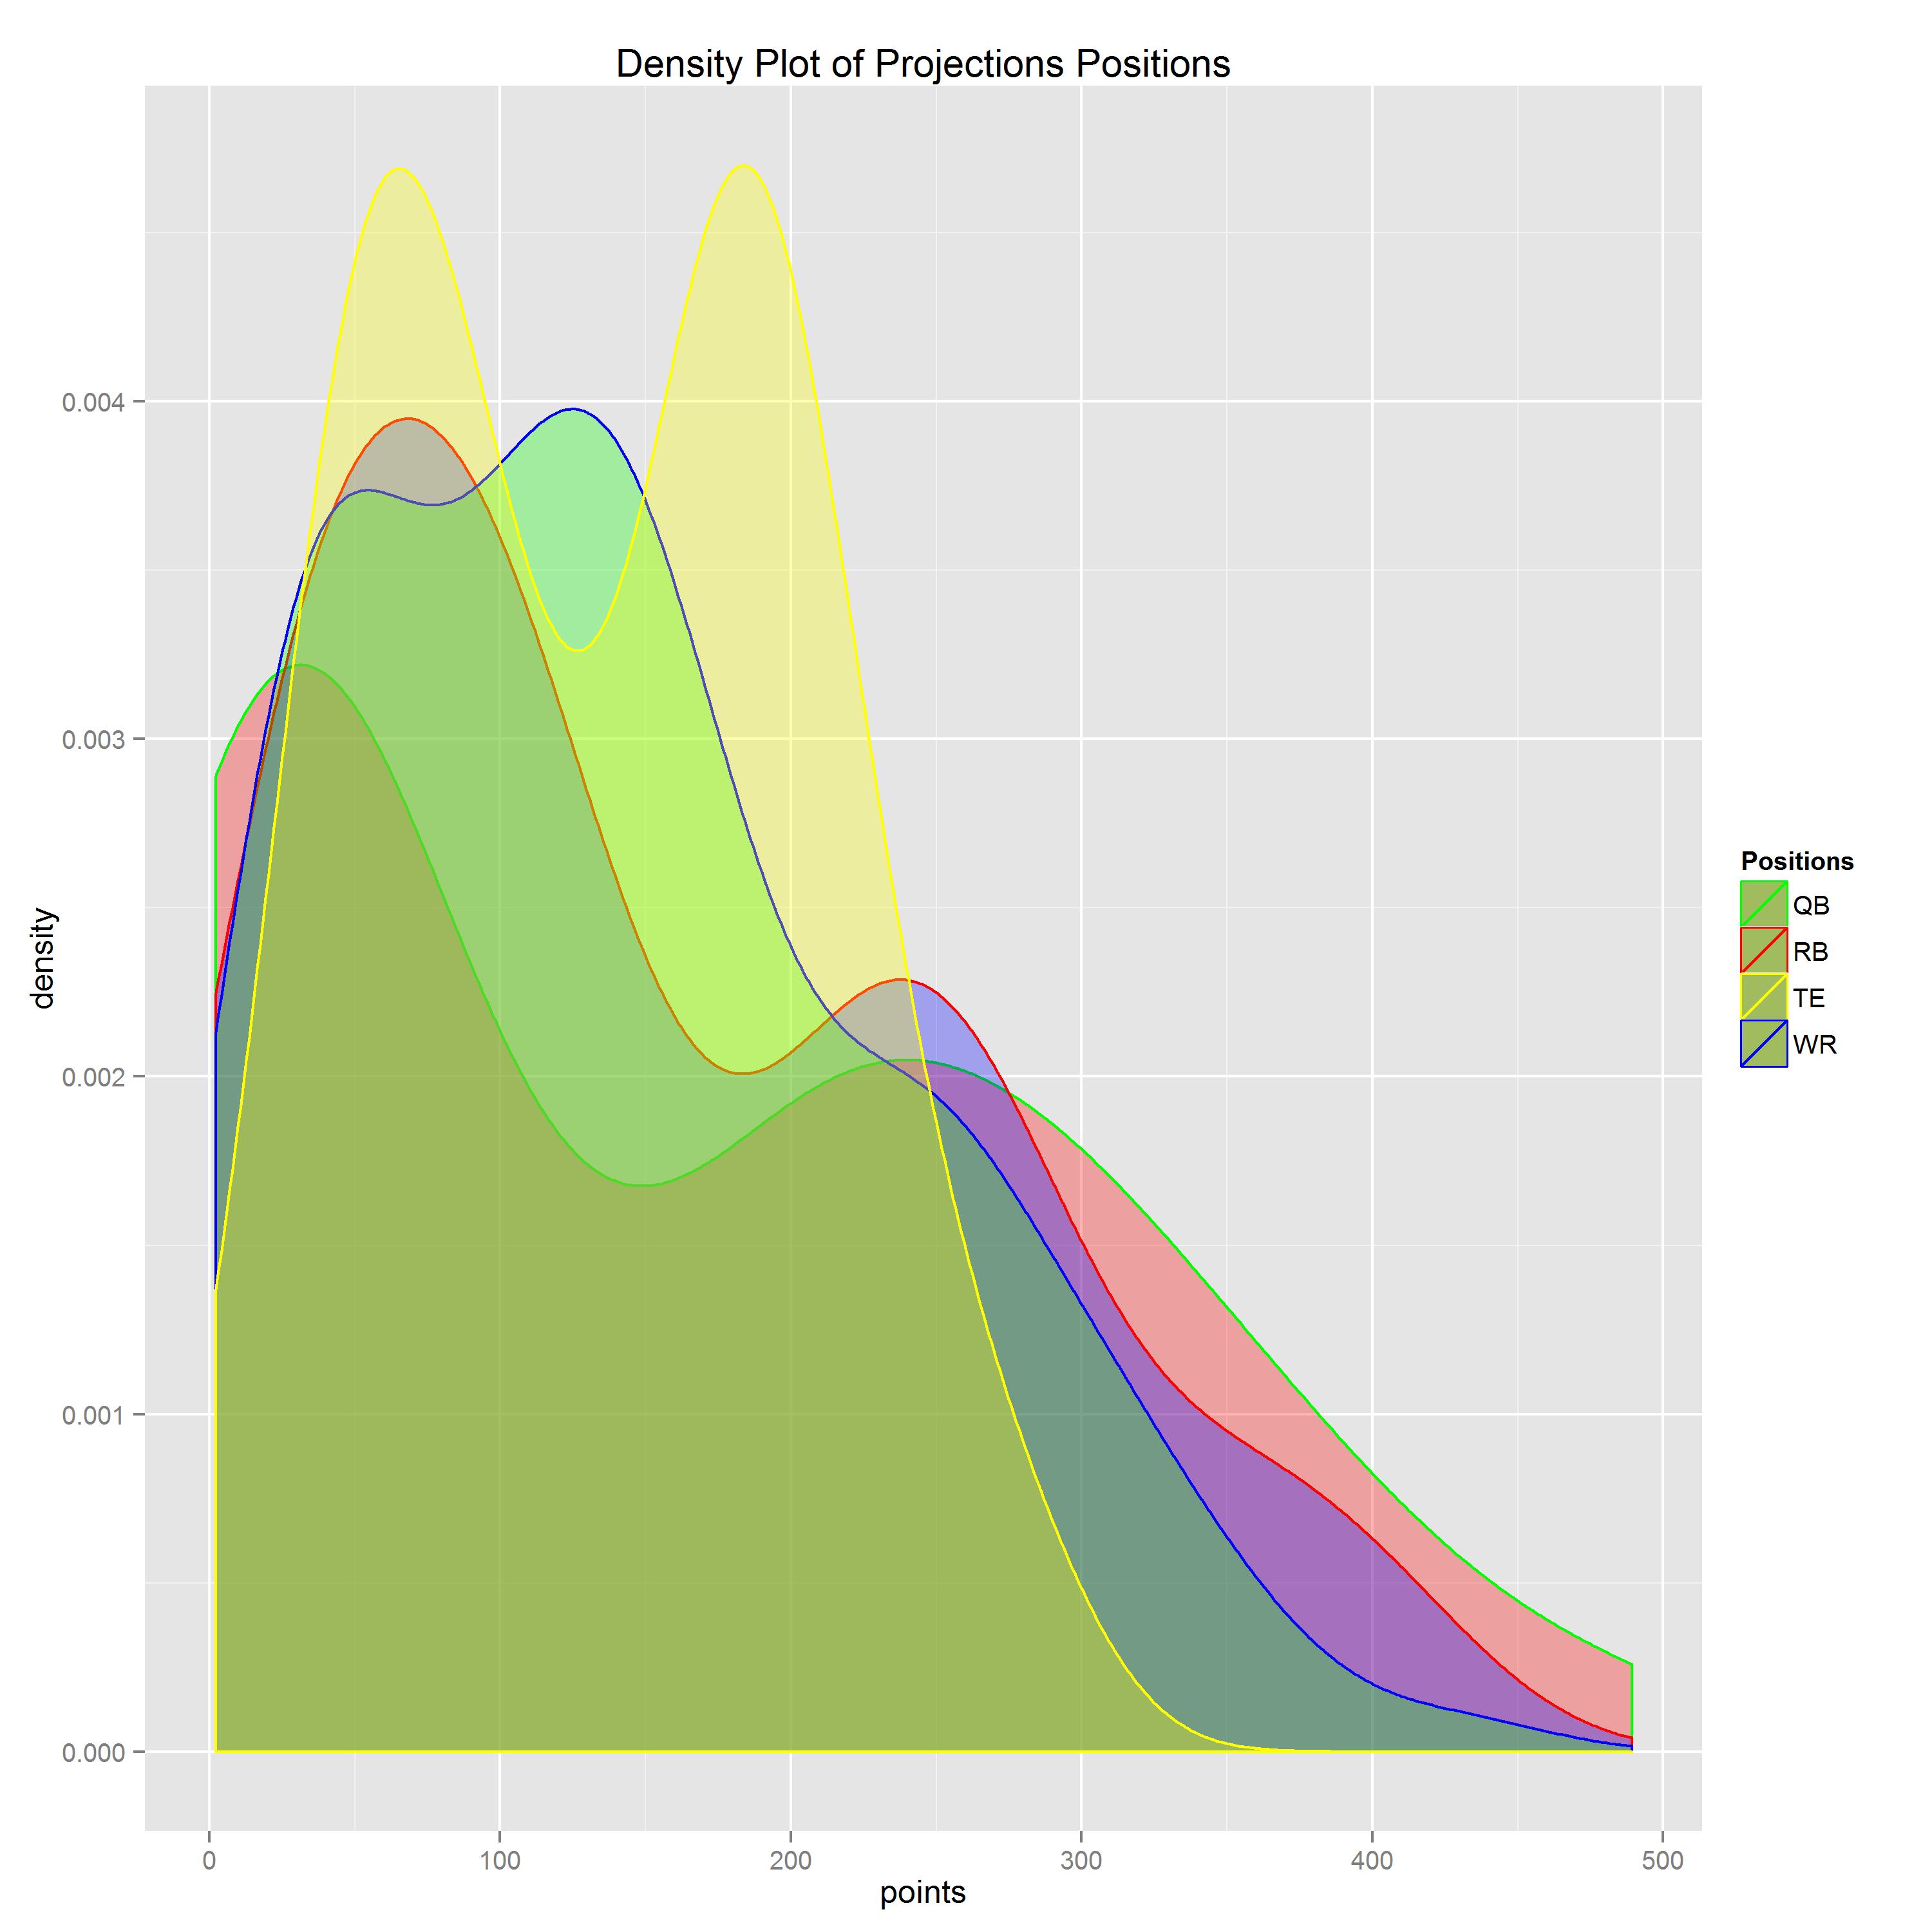 Density Plot of Projections Positions
density
0.004
0.003
0.002
0.001
0.000
0 100 200 300 400 500
points
Positions
QB
RB
TE
WR